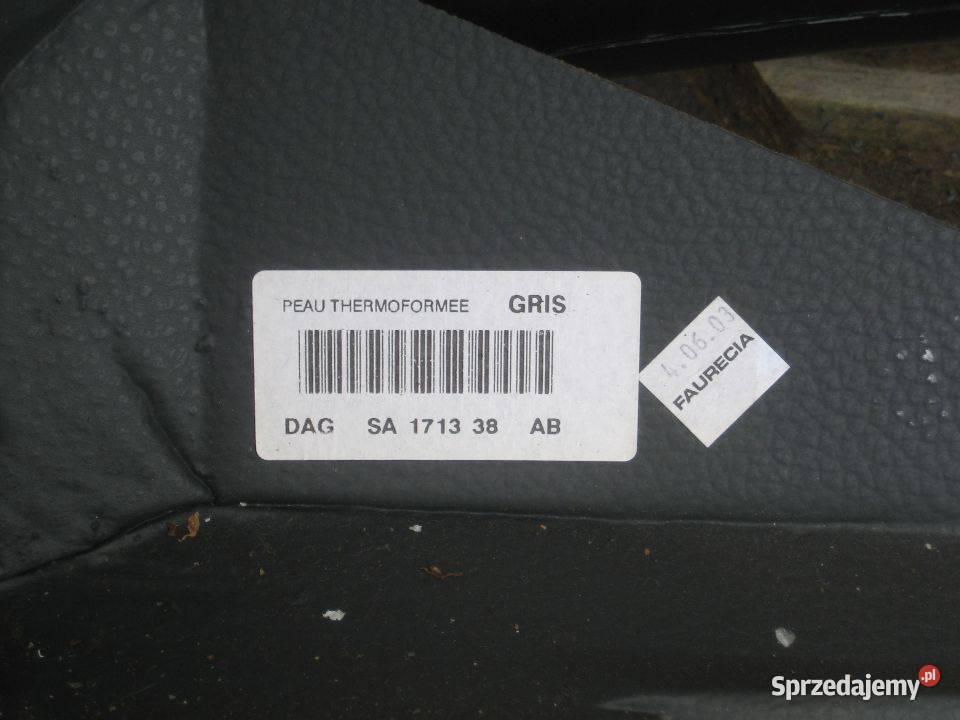 PEAU THERMOFORMEE GRIS
DAG SA 1713 38 AB
4.06.03
FAURECIA
Sprzedajemy.pl